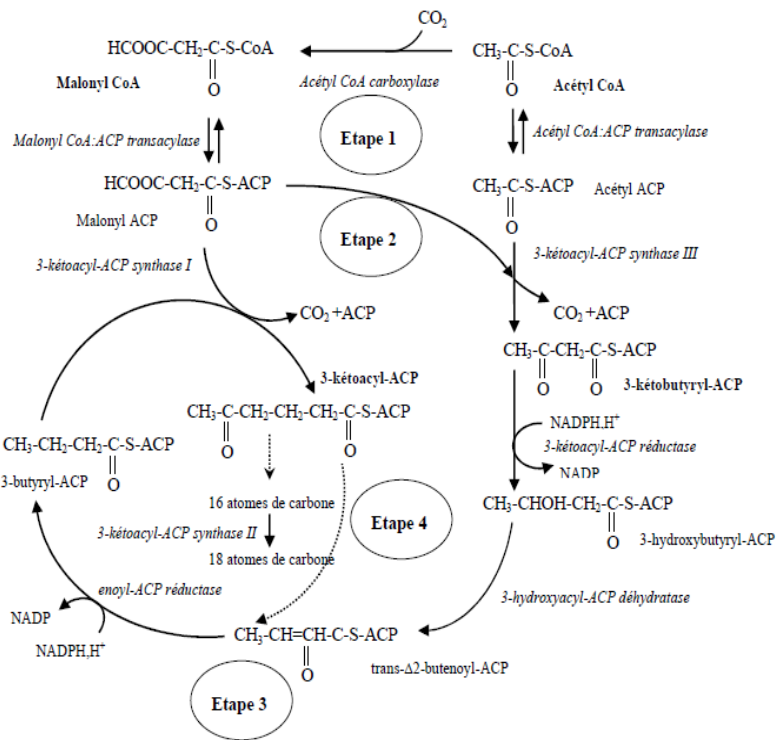 CO2
HCOOC-CH2-C-S-CoA
O
Malonyl CoA
Acétyl CoA carboxylase
CH3-C-S-CoA
O
Acétyl CoA
Etape 1
Malonyl CoA:ACP transacylase
Acétyl CoA:ACP transacylase
HCOOC-CH2-C-S-ACP
O
Malonyl ACP
CH3-C-S-ACP
O
Acétyl ACP
Etape 2
3-kétoacyl-ACP synthase I
3-kétoacyl-ACP synthase III
CO2+ACP
CO2+ACP
CH3-C-CH2-C-S-ACP
O O
3-kétobutyryl-ACP
3-kétoacyl-ACP
CH3-C-CH2-CH2-CH2-C-S-ACP
O O
NADPH,H+
3-kétoacyl-ACP réductase
NADP
CH3-CH2-CH2-C-S-ACP
O
3-butyryl-ACP
16 atomes de carbone
3-kétoacyl-ACP synthase II
18 atomes de carbone
Etape 4
CH3-CHOH-CH2-C-S-ACP
O
3-hydroxybutyryl-ACP
enoyl-ACP réductase
3-hydroxyacyl-ACP déhydratase
NADP
NADPH,H+
CH3-CH=CH-C-S-ACP
O
trans-Δ2-butenoyl-ACP
Etape 3